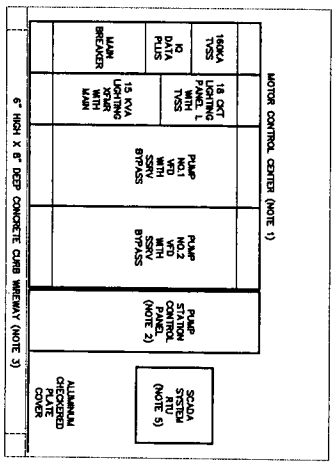 MOTOR CONTROL CENTER (NOTE 1)
160KA
TVSS
IQ
DATA
PLUS
MAIN
BREAKER
18 CKT
LIGHTING
PANEL L
WITH
TVSS
15 KVA
LIGHTING
XFMR
WITH
MAIN
PUMP
NO.1
VFD
WITH
SSRV
BYPASS
PUMP
NO.2
VFD
WITH
SSRV
BYPASS
PUMP
STATION
CONTROL
PANEL
(NOTE 2)
SCADA
SYSTEM
RTU
(NOTE 5)
ALUMINUM
CHECKERED
PLATE
COVER
6" HIGH X 6" DEEP CONCRETE CURB WIREWAY (NOTE 3)